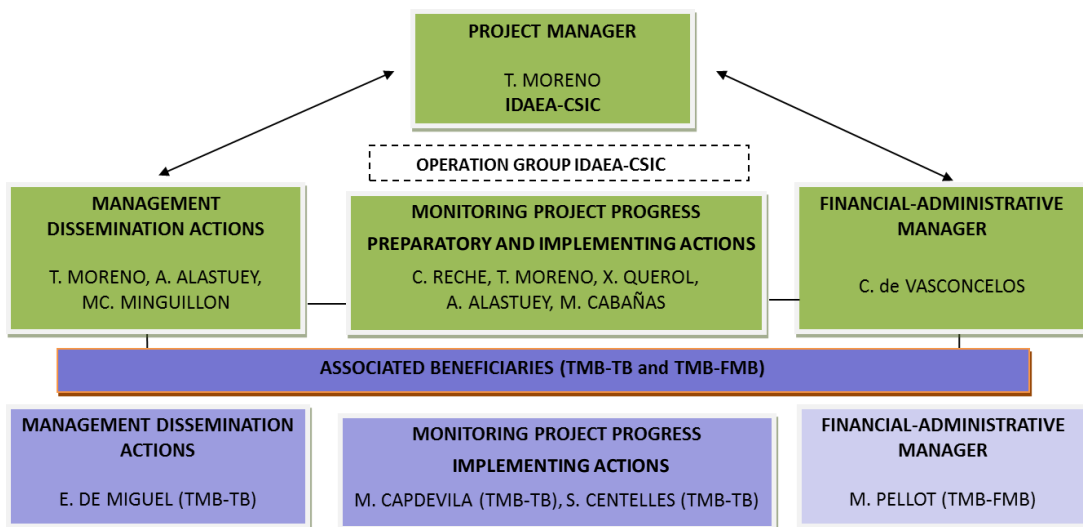 PROJECT MANAGER
T. MORENO
IDAEA-CSIC
OPERATION GROUP IDAEA-CSIC
MANAGEMENT
DISSEMINATION ACTIONS
T. MORENO, A. ALASTUEY,
MC. MINGUILLON
MONITORING PROJECT PROGRESS
PREPARATORY AND IMPLEMENTING ACTIONS
C. RECHE, T. MORENO, X. QUEROL,
A. ALASTUEY, M. CABAÑAS
FINANCIAL-ADMINISTRATIVE
MANAGER
C. de VASCONCELOS
ASSOCIATED BENEFICIARIES (TMB-TB and TMB-FMB)
MANAGEMENT DISSEMINATION
ACTIONS
E. DE MIGUEL (TMB-TB)
MONITORING PROJECT PROGRESS
IMPLEMENTING ACTIONS
M. CAPDEVILA (TMB-TB), S. CENTELLES (TMB-TB)
FINANCIAL-ADMINISTRATIVE
MANAGER
M. PELLOT (TMB-FMB)